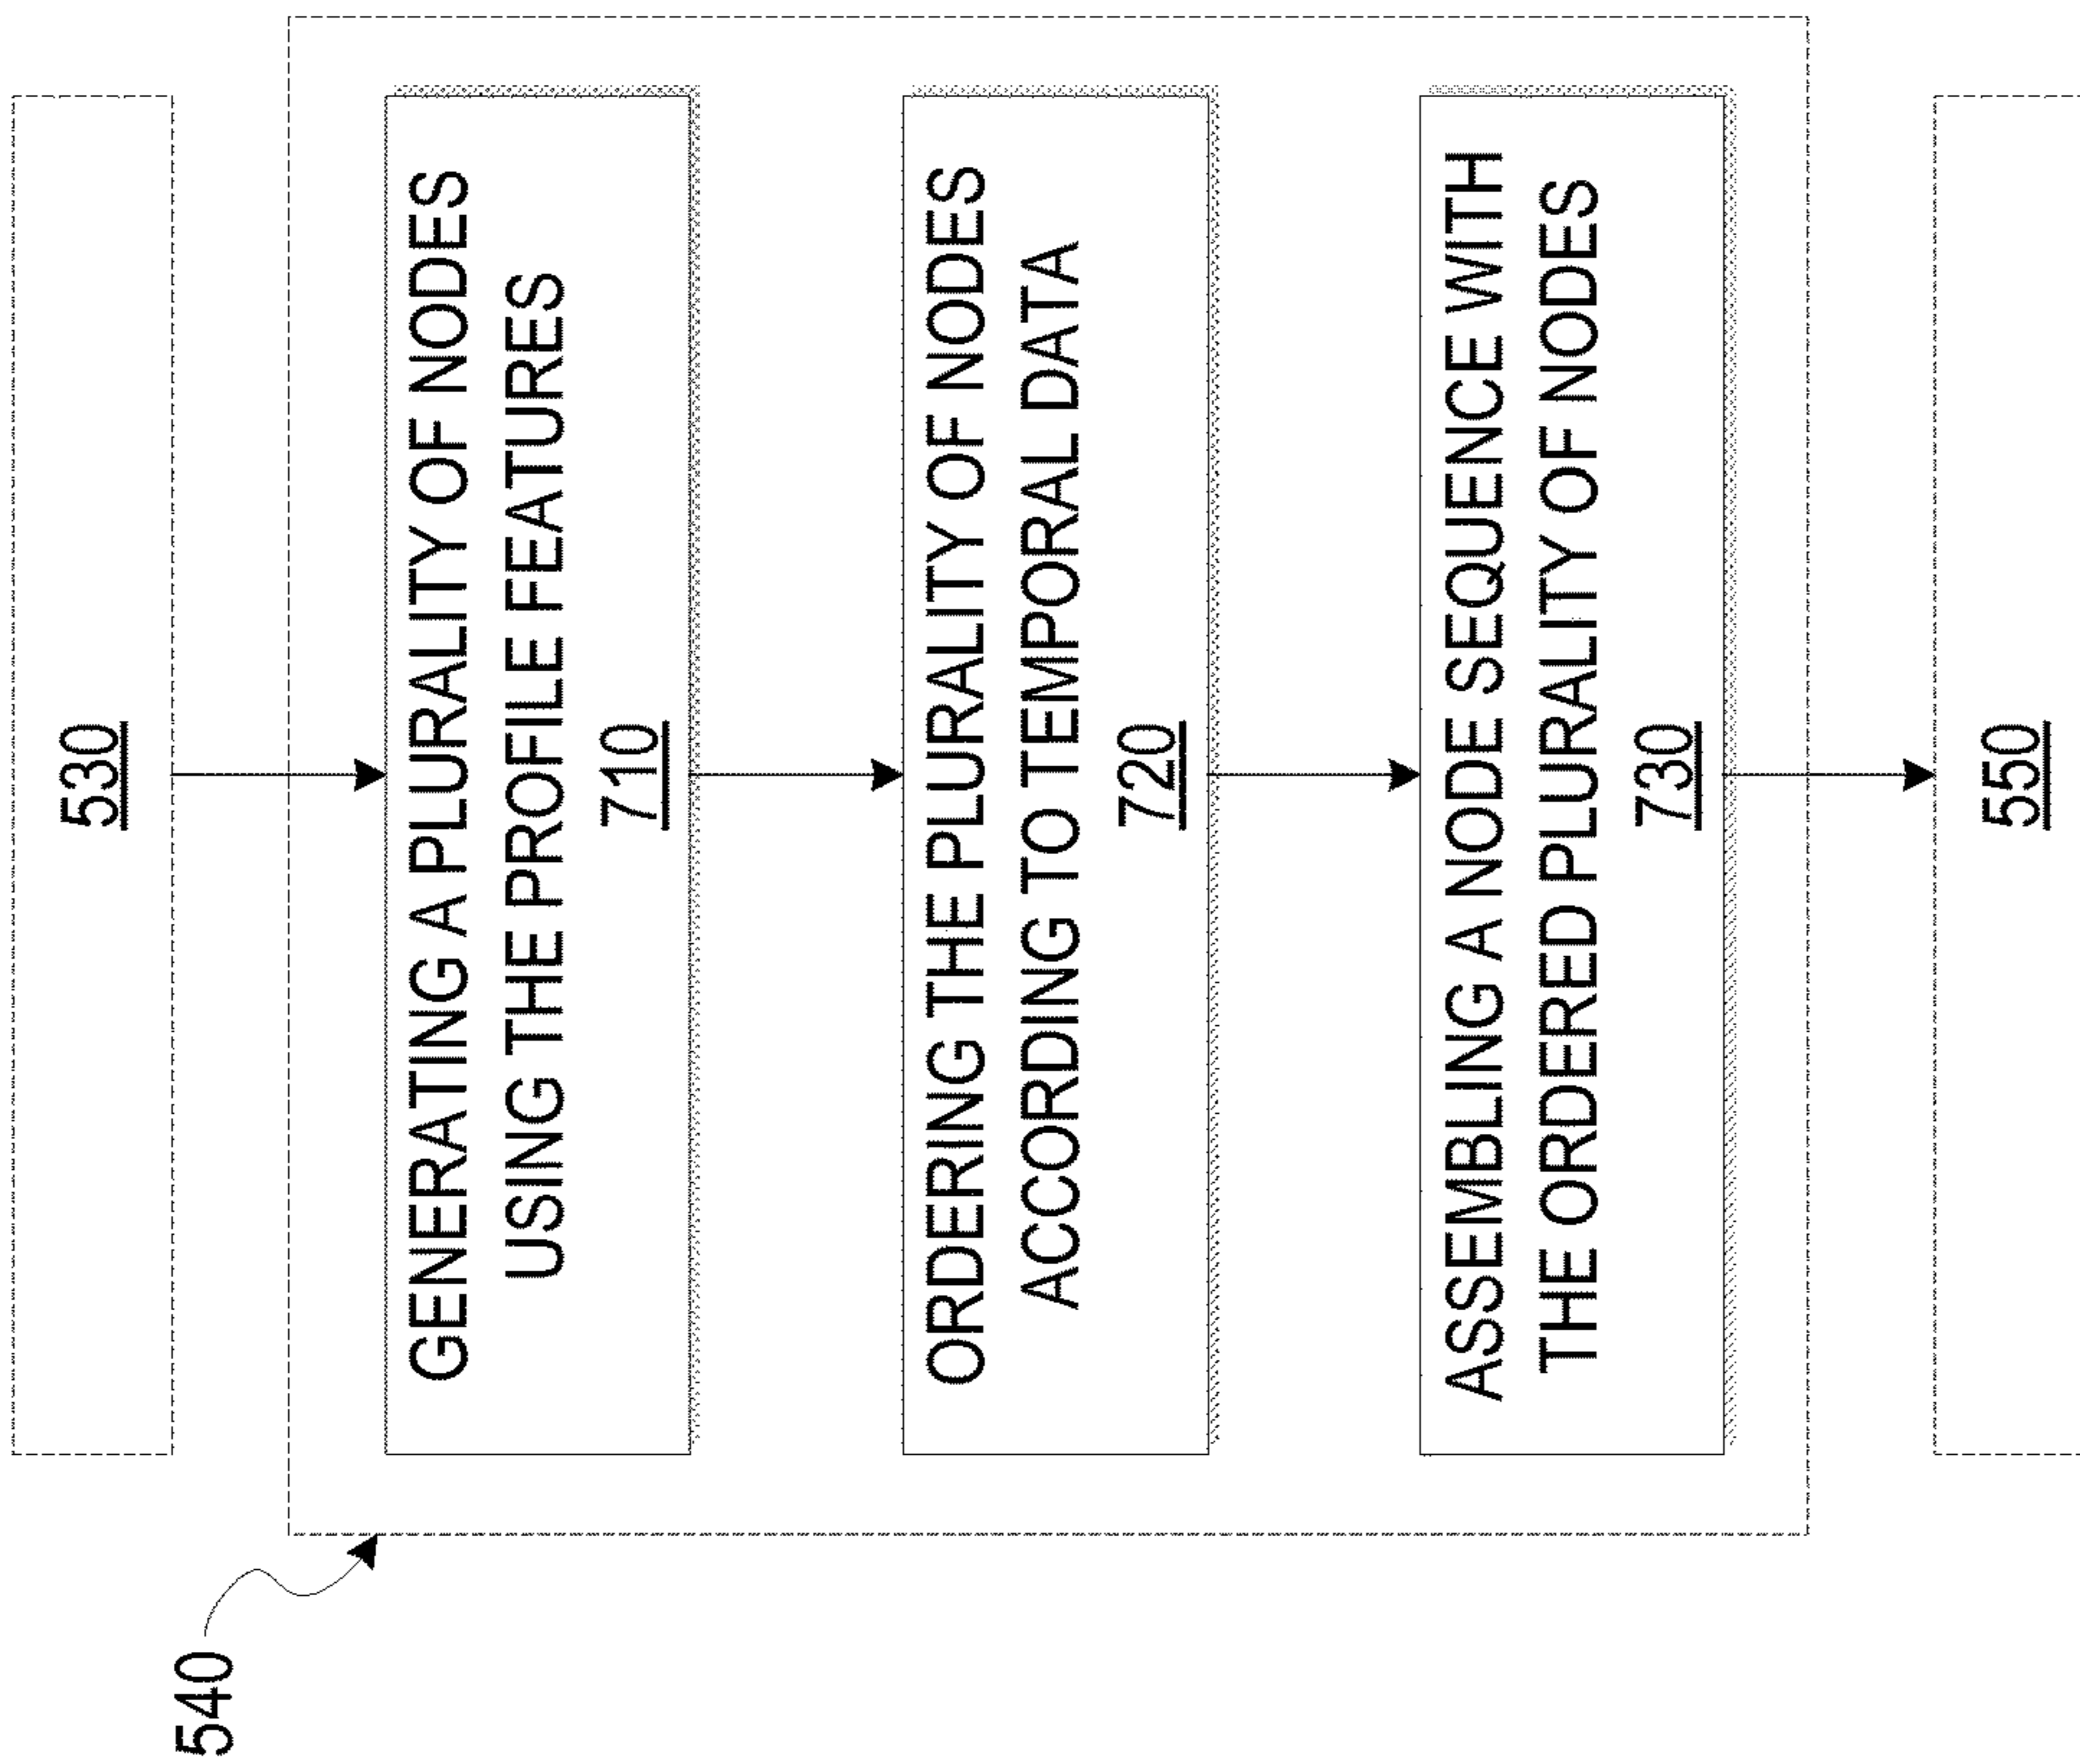 530
540
GENERATING A PLURALITY OF NODES
USING THE PROFILE FEATURES
710
ORDERING THE PLURALITY OF NODES
ACCORDING TO TEMPORAL DATA
720
ASSEMBLING A NODE SEQUENCE WITH
THE ORDERED PLURALITY OF NODES
730
550